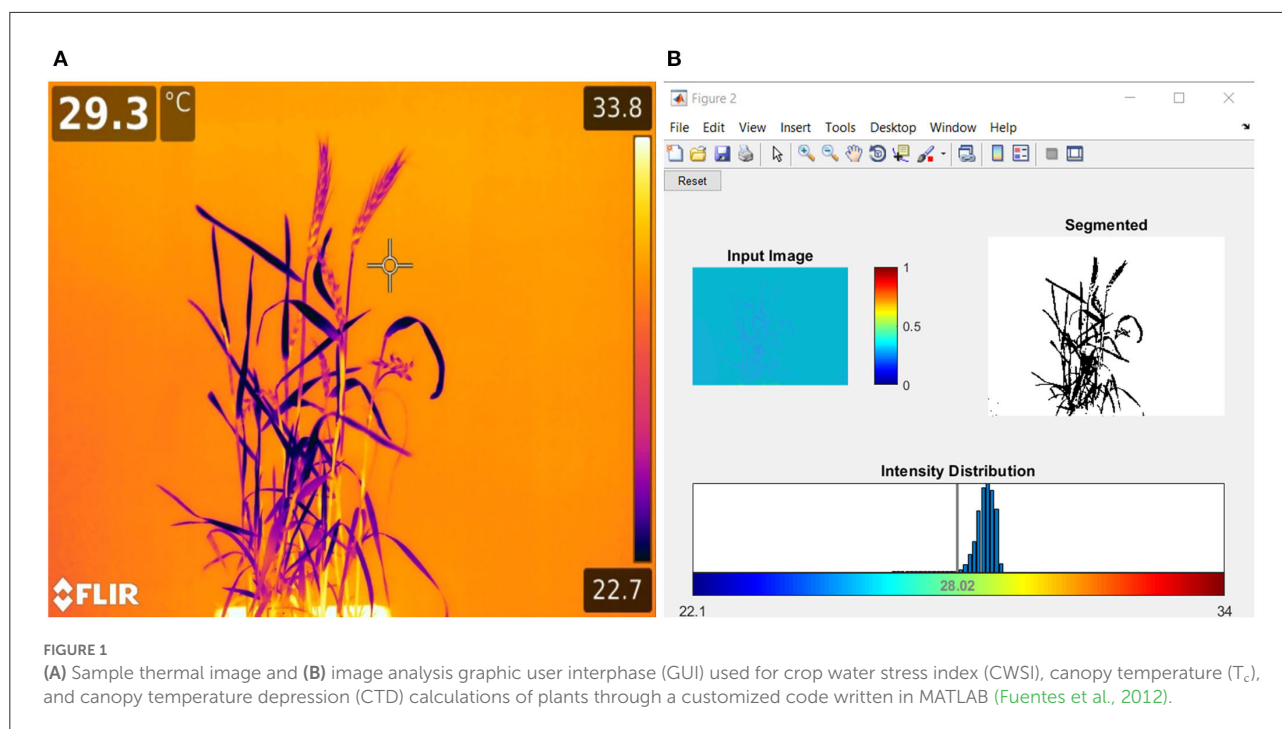 A
B
29.3 °C
33.8
22.7
FLIR
Figure 2
File Edit View Insert Tools Desktop Window Help
Reset
Input Image
1
0.5
0
Segmented
Intensity Distribution
28.02
22.1
34
FIGURE 1
(A) Sample thermal image and (B) image analysis graphic user interphase (GUI) used for crop water stress index (CWSI), canopy temperature (Tc),
and canopy temperature depression (CTD) calculations of plants through a customized code written in MATLAB (Fuentes et al., 2012).